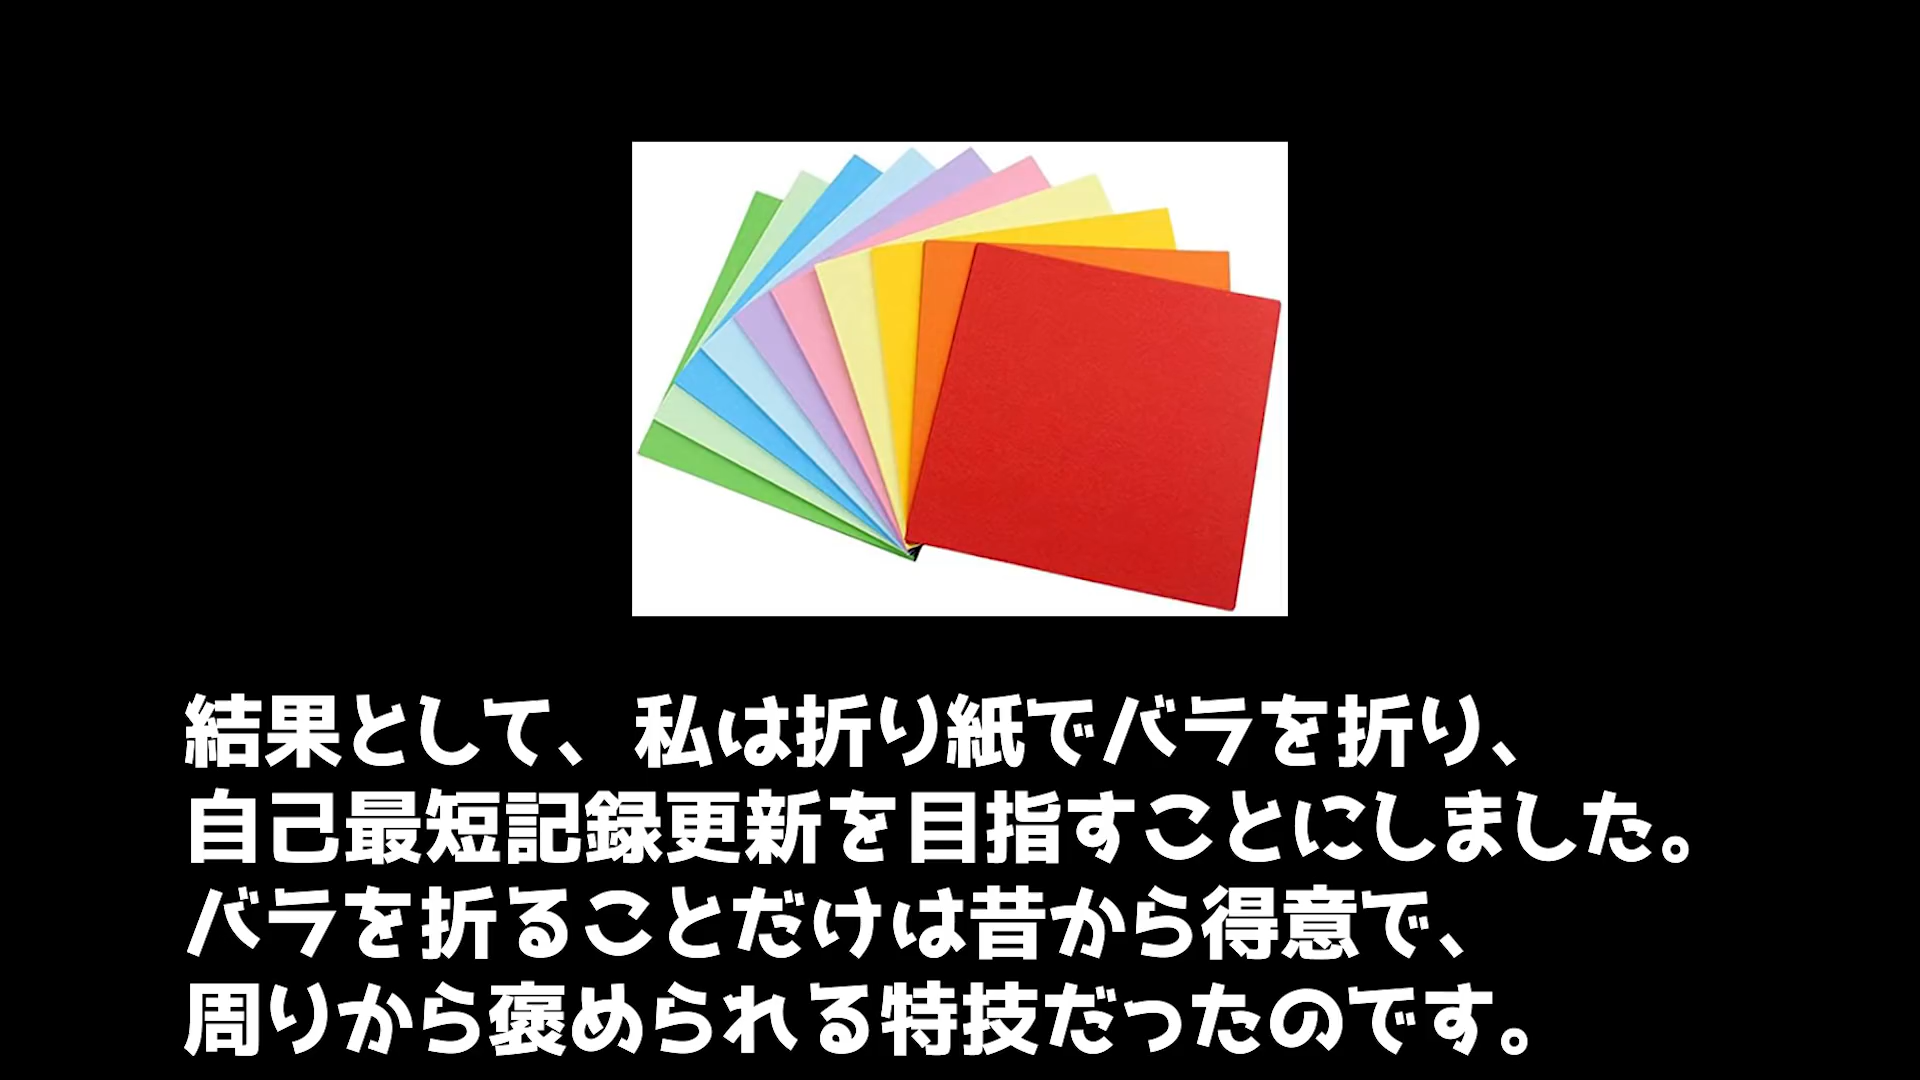 結果として、私は折り紙でバラを折り、
自己最短記録更新を目指すことにしました。
バラを折ることだけは昔から得意で、
周りから褒められる特技だったのです。